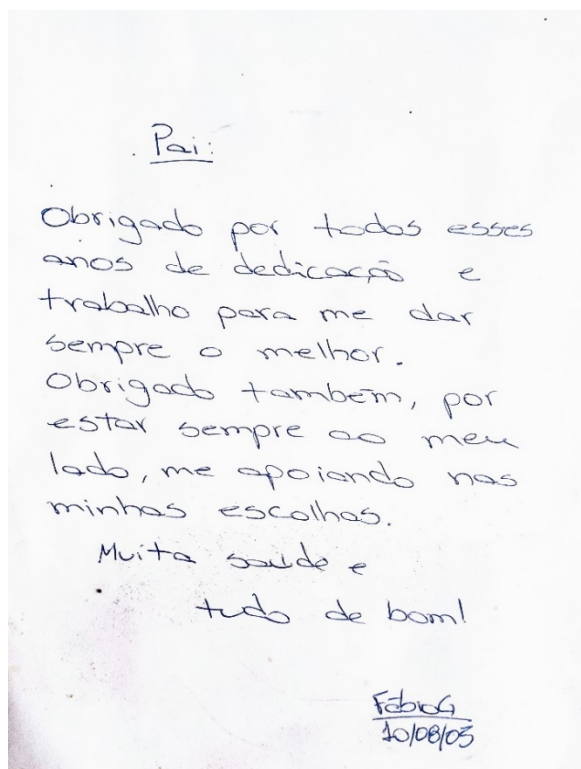 Pai:
Obrigado por todos esses
anos de dedicação e
trabalho para me dar
sempre o melhor.
Obrigado também, por
estar sempre ao meu
lado, me apoiando nas
minhas escolhas.
Muita saúde e
tudo de bom!
FábioG
10/08/03